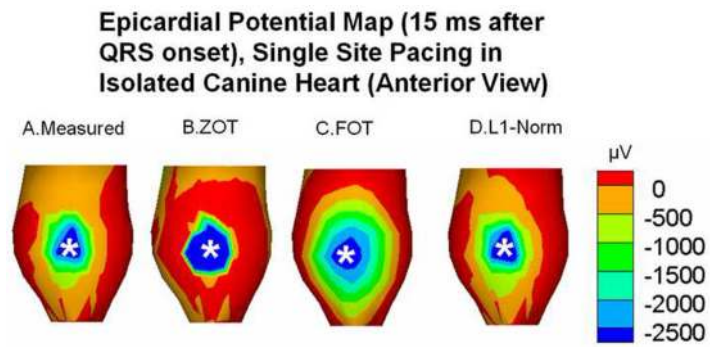 Epicardial Potential Map (15 ms after
QRS onset), Single Site Pacing in
Isolated Canine Heart (Anterior View)
A.Measured B.ZOT C.FOT D.L1-Norm
µV
0
-500
-1000
-1500
-2000
-2500
* * * *